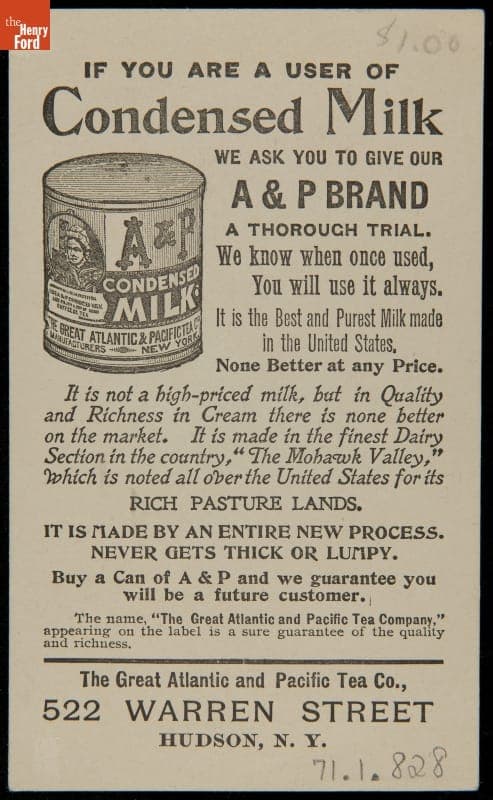 the
Henry
Ford
$1.00
IF YOU ARE A USER OF
Condensed Milk
WE ASK YOU TO GIVE OUR
A & P BRAND
A THOROUGH TRIAL.
We know when once used,
You will use it always.
It is the Best and Purest Milk made
in the United States,
None Better at any Price.
A & P
CONDENSED
MILK
THE GREAT ATLANTIC & PACIFIC TEA CO.
MANUFACTURERS NEW YORK
It is not a high-priced milk, but in Quality
and Richness in Cream there is none better
on the market. It is made in the finest Dairy
Section in the country, "The Mohawk Valley,"
which is noted all over the United States for its
RICH PASTURE LANDS.
IT IS MADE BY AN ENTIRE NEW PROCESS.
NEVER GETS THICK OR LUMPY.
Buy a Can of A & P and we guarantee you
will be a future customer.
The name, "The Great Atlantic and Pacific Tea Company,"
appearing on the label is a sure guarantee of the quality
and richness.
The Great Atlantic and Pacific Tea Co.,
522 WARREN STREET
HUDSON, N. Y.
71.1.828